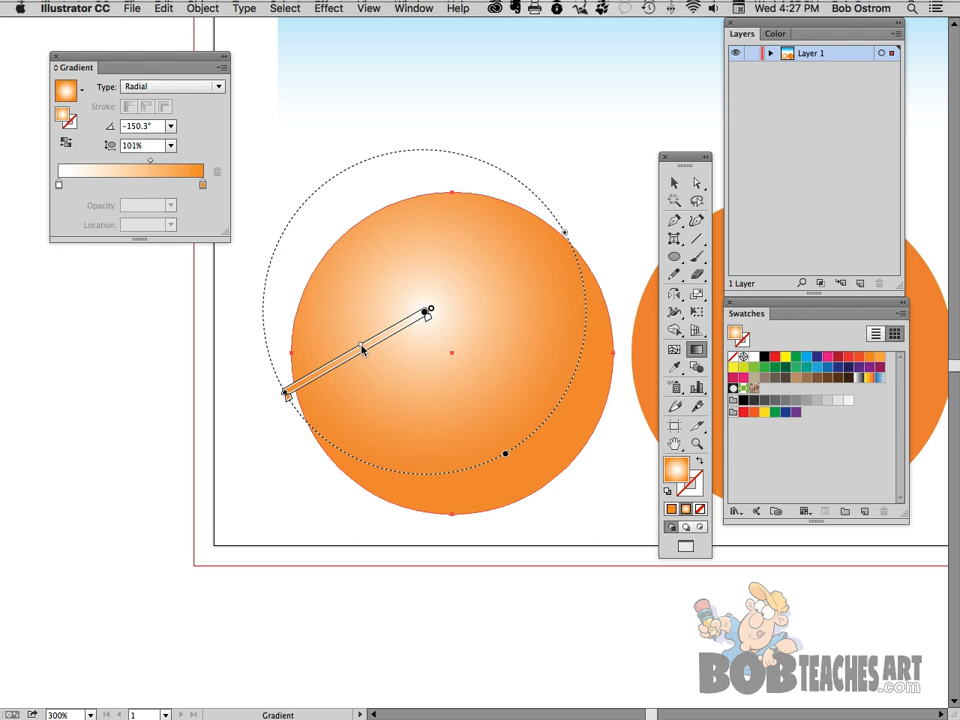 Illustrator CC File Edit Object Type Select Effect View Window Help Wed 4:27 PM Bob Ostrom
Gradient
Type: Radial
Stroke:
-150.3°
101%
Opacity:
Location:
Layers Color
Layer 1
1 Layer
Swatches
BOB TEACHES ART
.com
300% 1 Gradient